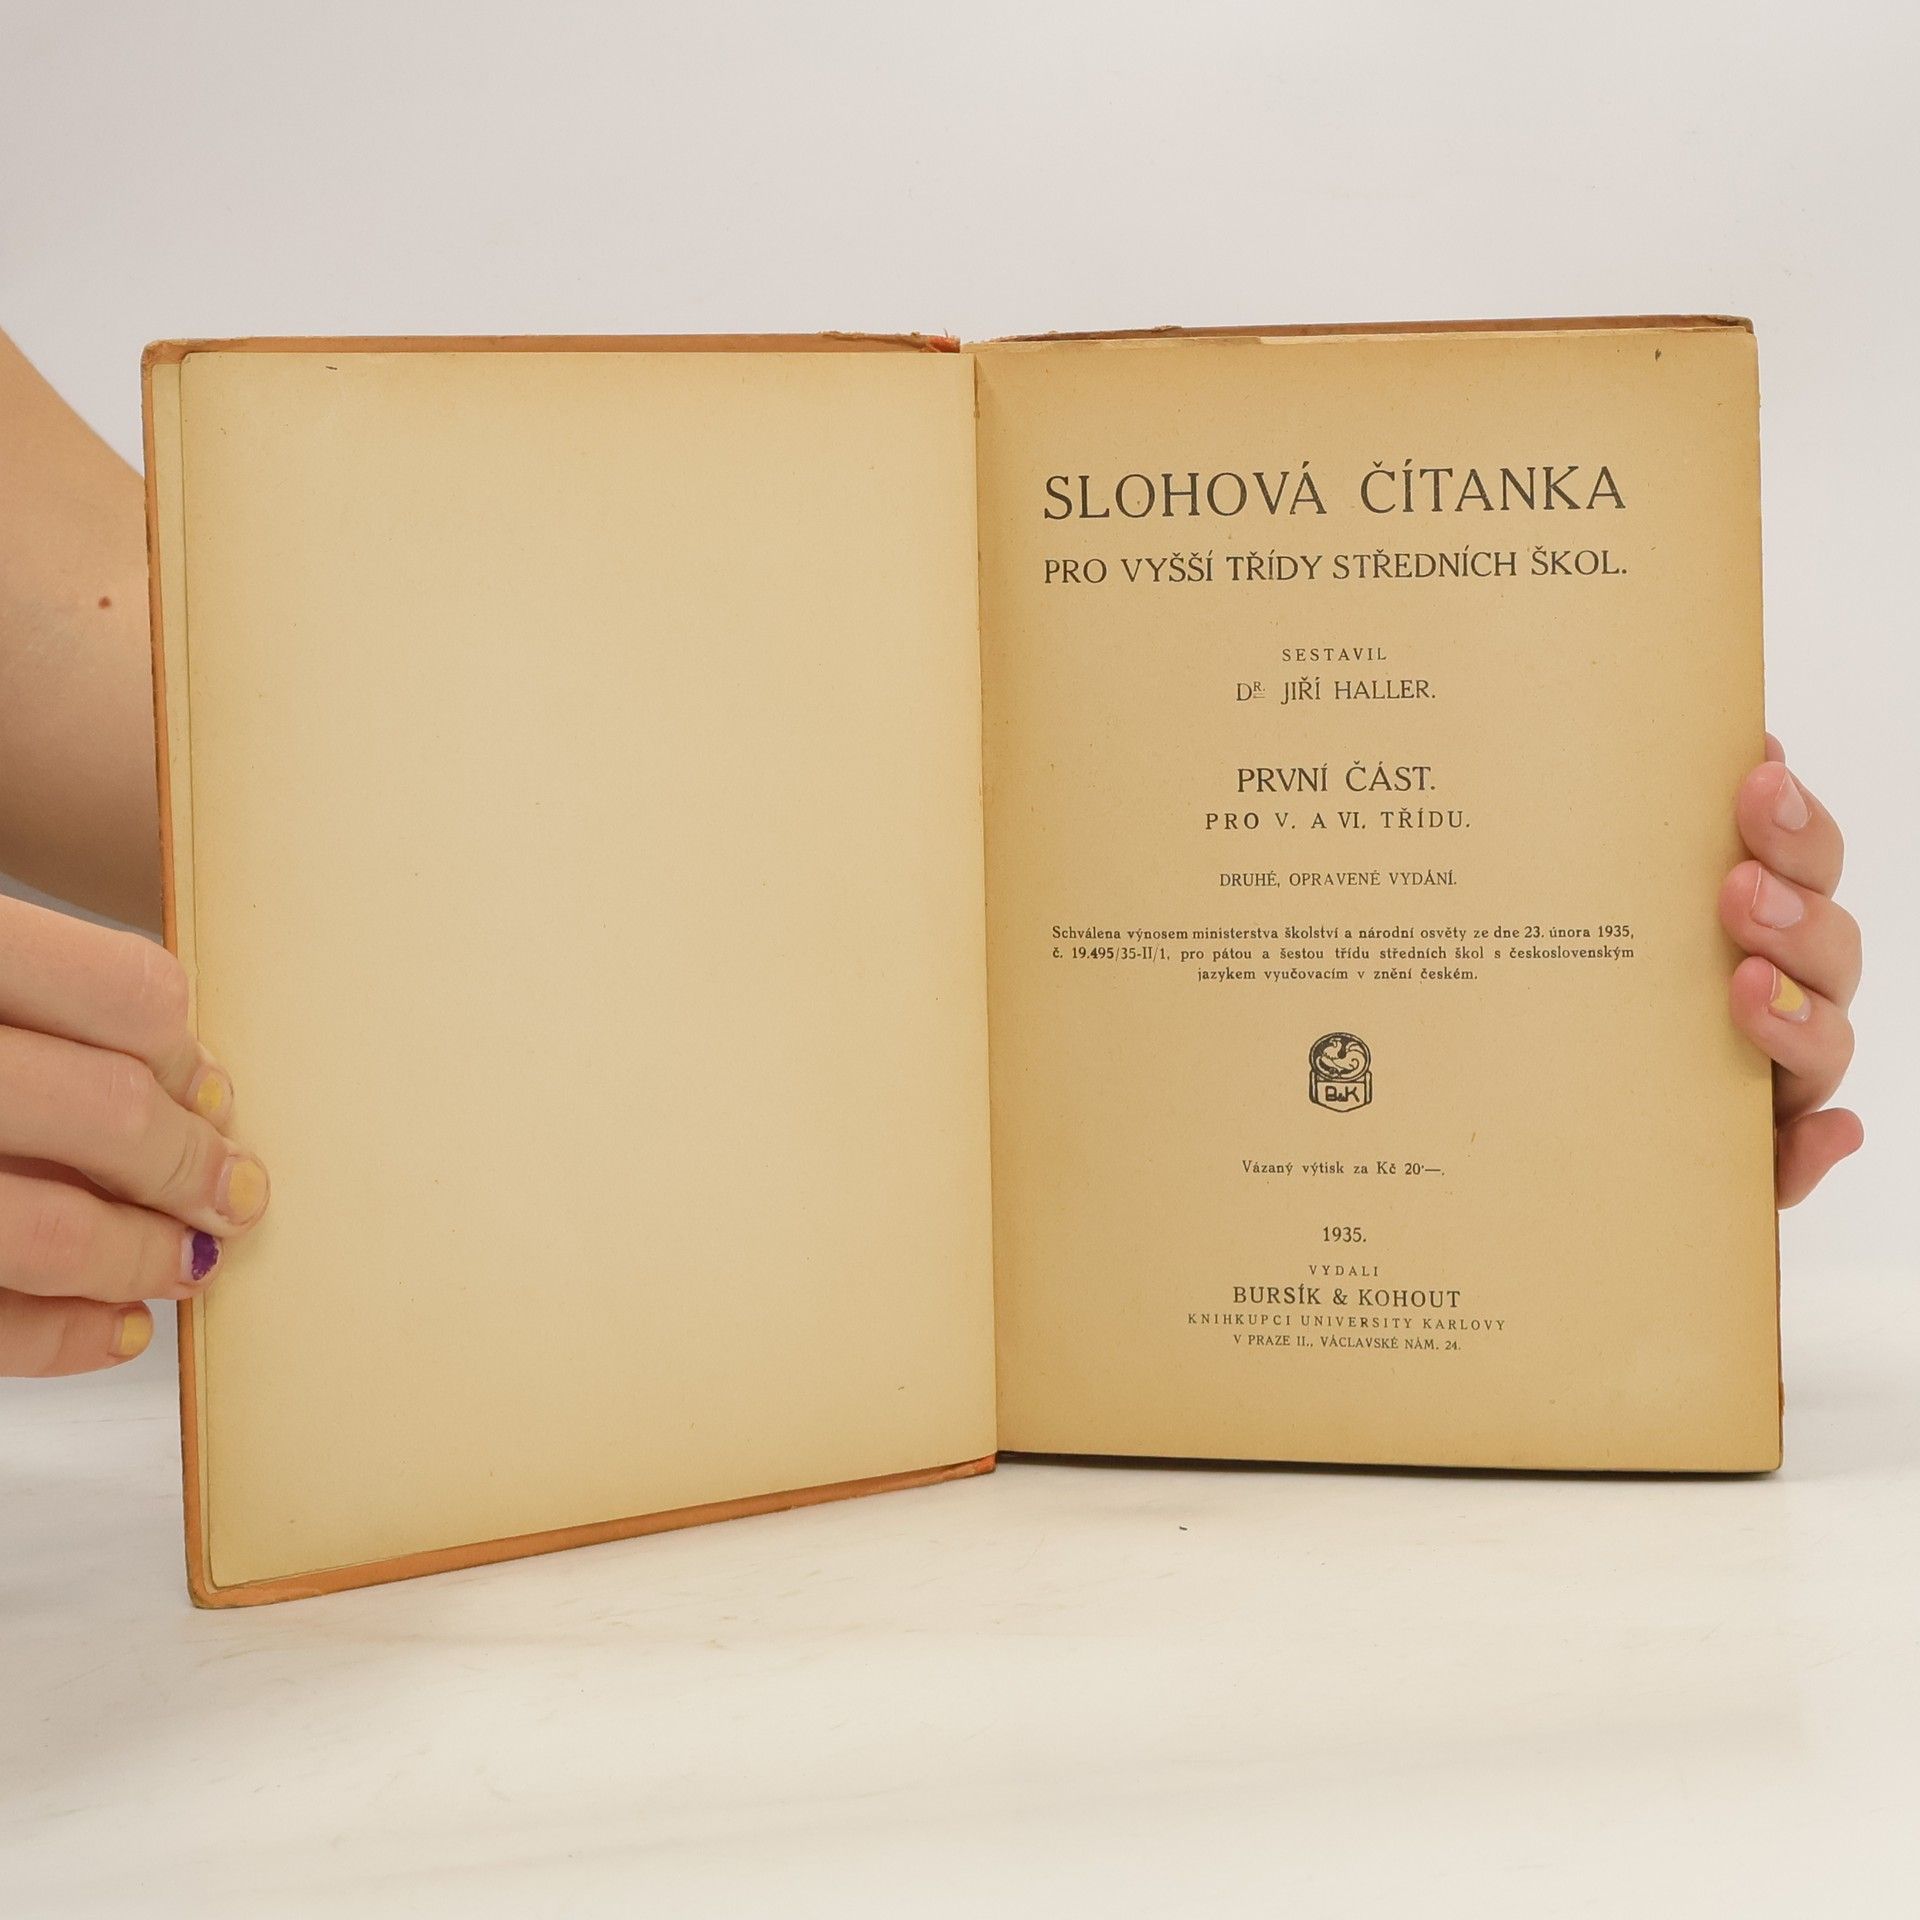 SLOHOVÁ ČÍTANKA
PRO VYŠŠÍ TŘÍDY STŘEDNÍCH ŠKOL.
SESTAVIL
DR. JIŘÍ HALLER.
PRVNÍ ČÁST.
PRO V. A VI. TŘÍDU.
DRUHÉ, OPRAVENÉ VYDÁNÍ.
Schválena výnosem ministerstva školství a národní osvěty ze dne 23. února 1935,
č. 19.495/35-II/1, pro pátou a šestou třídu středních škol s československým
jazykem vyučovacím v znění českém.
B&K
Vázaný výtisk za Kč 20·—.
1935.
VYDALI
BURSÍK & KOHOUT
KNIHKUPCI UNIVERSITY KARLOVY
V PRAZE II., VÁCLAVSKÉ NÁM. 24.